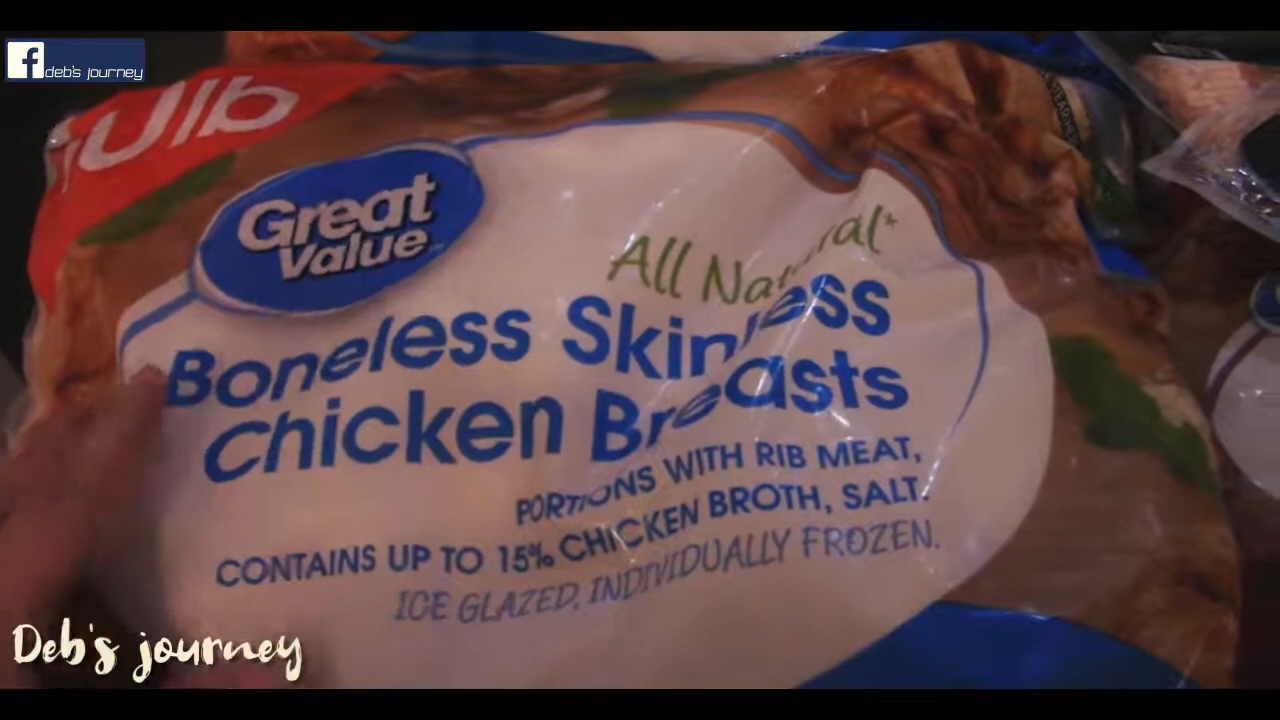 f deb's journey
lb
Great
Value
All Natural*
Boneless Skinless
Chicken Breasts
PORTIONS WITH RIB MEAT,
CONTAINS UP TO 15% CHICKEN BROTH, SALT.
ICE GLAZED, INDIVIDUALLY FROZEN.
Deb's journey